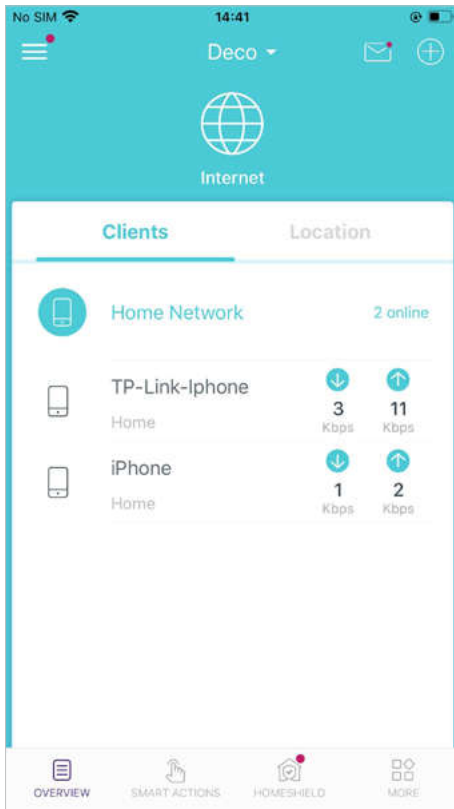 No SIM 14:41
Deco
Internet
Clients Location
Home Network 2 online
TP-Link-Iphone
Home
3 11
Kbps Kbps
iPhone
Home
1 2
Kbps Kbps
OVERVIEW SMART ACTIONS HOMESHIELD MORE